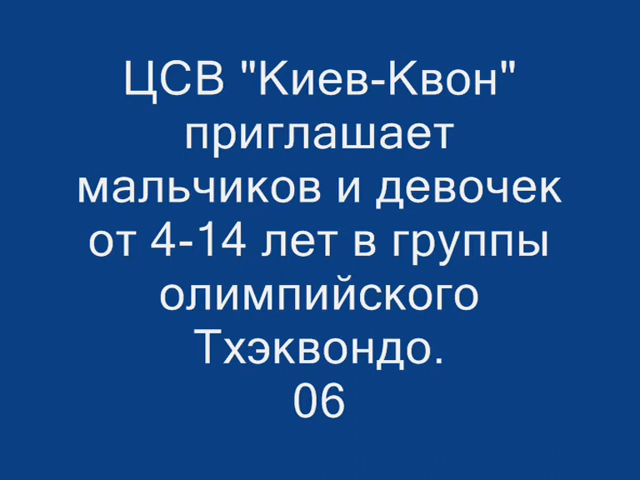 ЦСВ "Киев-Квон"
приглашает
мальчиков и девочек
от 4-14 лет в группы
олимпийского
Тхэквондо.
06